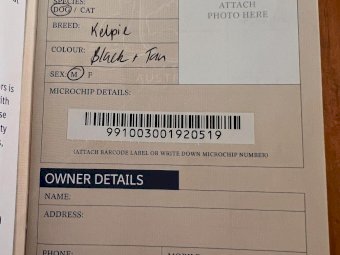 SPECIES:
DOG / CAT
ATTACH
PHOTO HERE
BREED: Kelpie
COLOUR: Black + Tan
SEX: M F
MICROCHIP DETAILS:
991003001920519
(ATTACH BARCODE LABEL OR WRITE DOWN MICROCHIP NUMBER)
OWNER DETAILS
NAME:
ADDRESS:
PHONE: